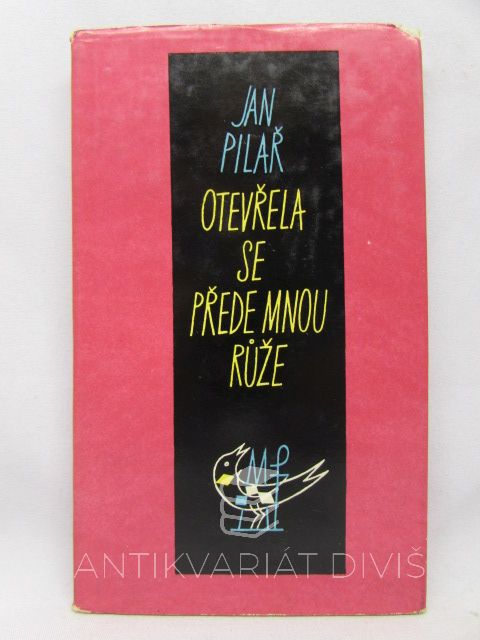 JAN
PILAŘ
OTEVŘELA
SE
PŘEDE MNOU
RŮŽE
ANTIKVARIÁT DIVIŠ